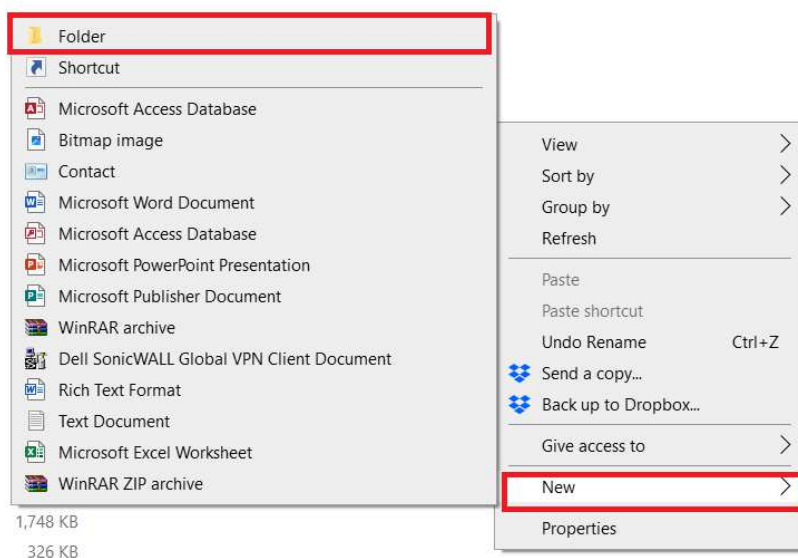 Folder
Shortcut
Microsoft Access Database
Bitmap image
Contact
Microsoft Word Document
Microsoft Access Database
Microsoft PowerPoint Presentation
Microsoft Publisher Document
WinRAR archive
Dell SonicWALL Global VPN Client Document
Rich Text Format
Text Document
Microsoft Excel Worksheet
WinRAR ZIP archive
1,748 KB
326 KB
View
Sort by
Group by
Refresh
Paste
Paste shortcut
Undo Rename Ctrl+Z
Send a copy...
Back up to Dropbox...
Give access to
New
Properties